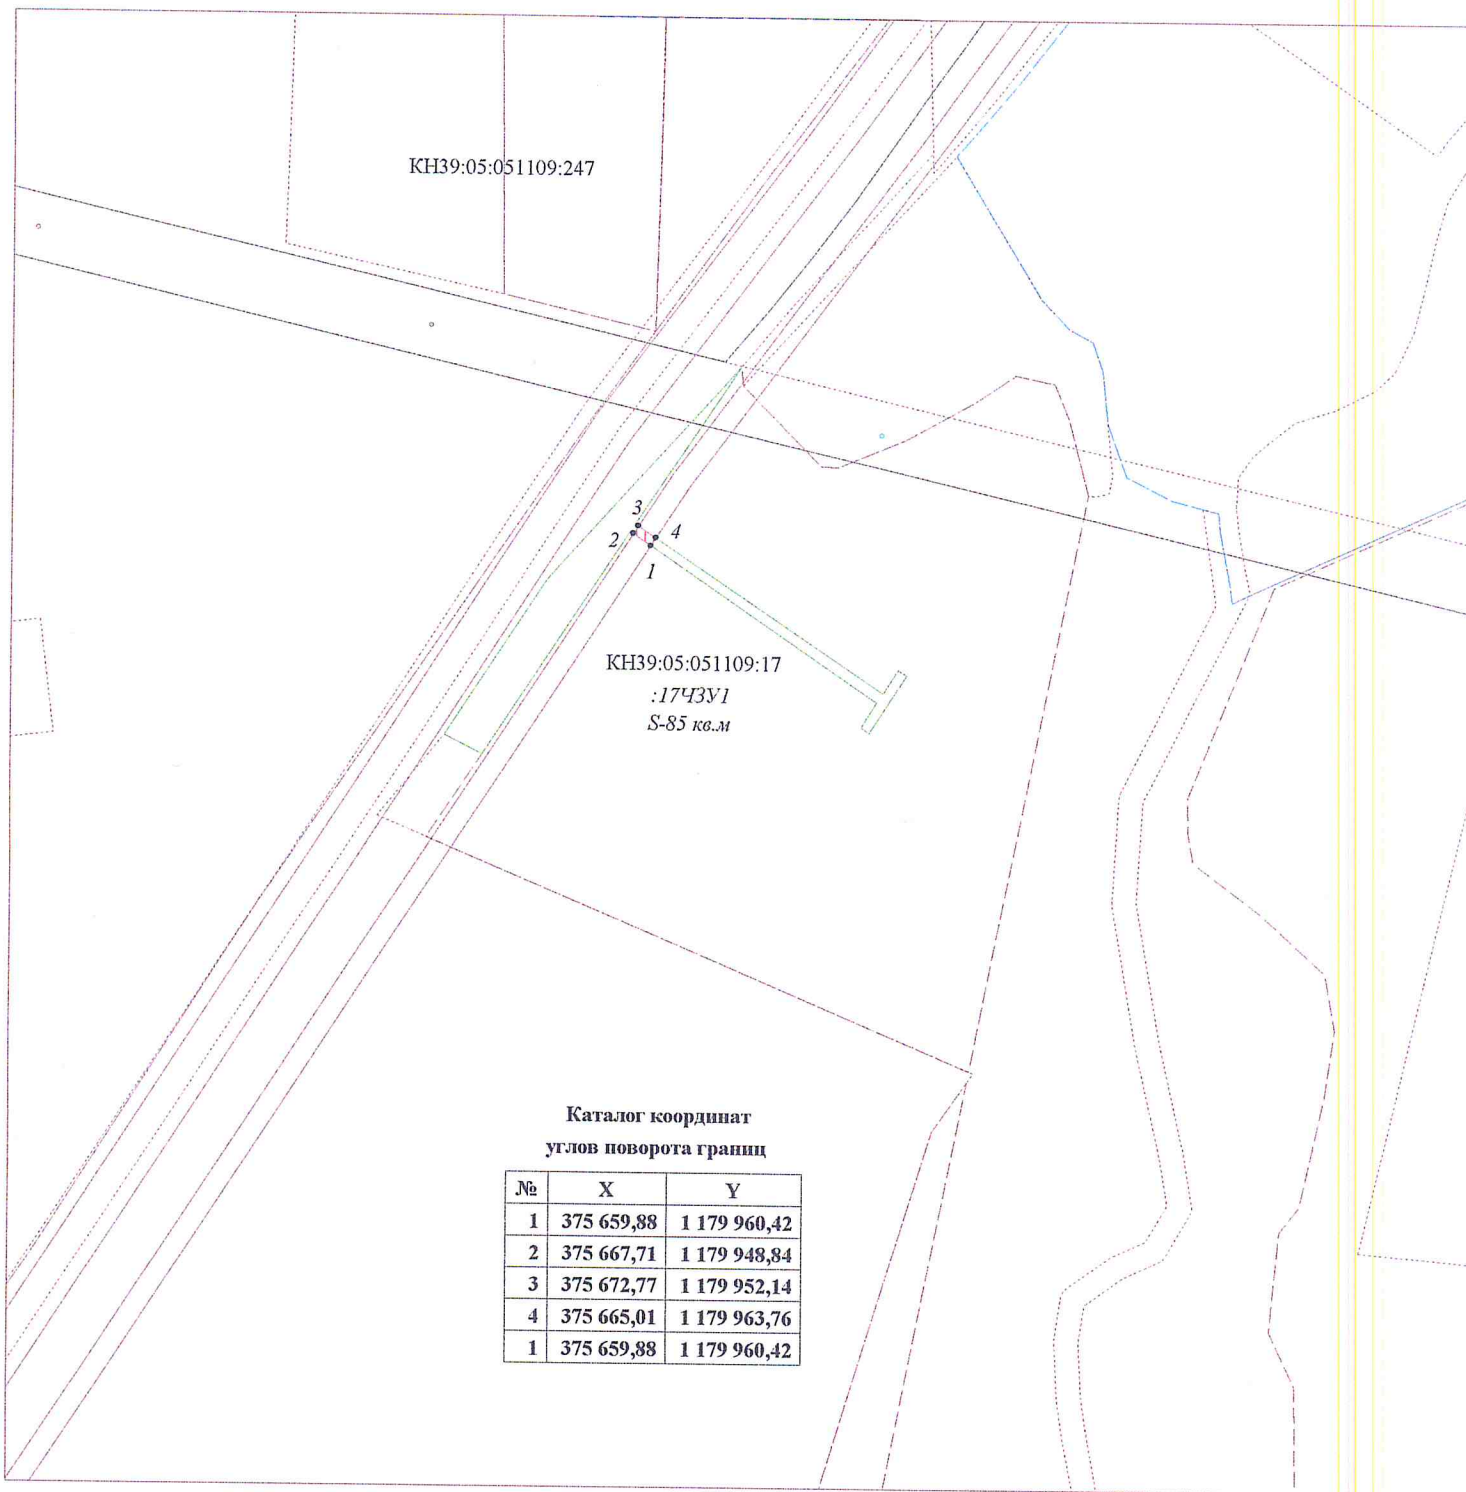 КН39:05:051109:247
3
2
4
1
КН39:05:051109:17
:17ЧЗУ1
S-85 кв.м
Каталог координат
углов поворота границ
№ X Y
1 375 659,88 1 179 960,42
2 375 667,71 1 179 948,84
3 375 672,77 1 179 952,14
4 375 665,01 1 179 963,76
1 375 659,88 1 179 960,42